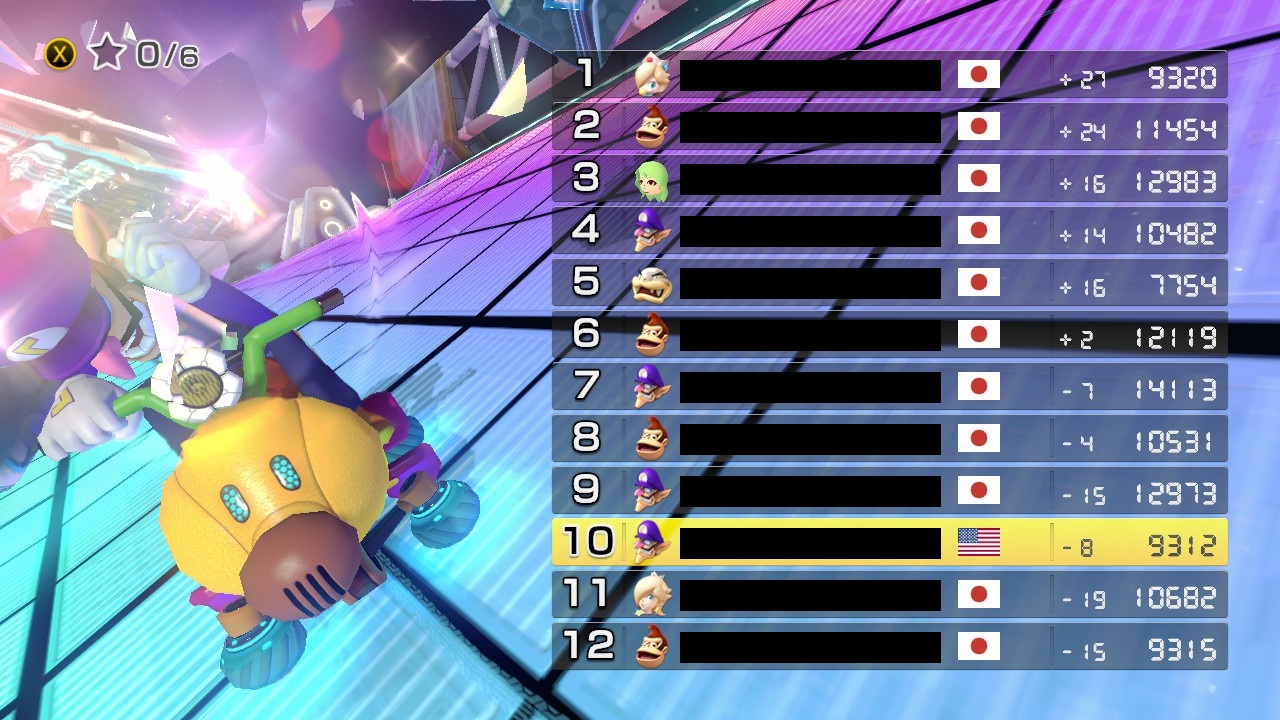 X 0/6
1 + 27 9320
2 + 24 11454
3 + 16 12983
4 + 14 10482
5 + 16 7754
6 + 2 12119
7 - 7 14113
8 - 4 10531
9 - 15 12973
10 - 8 9312
11 - 19 10682
12 - 15 9315